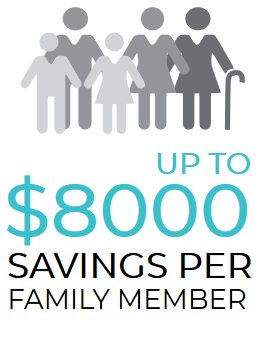 UP TO
$8000
SAVINGS PER
FAMILY MEMBER